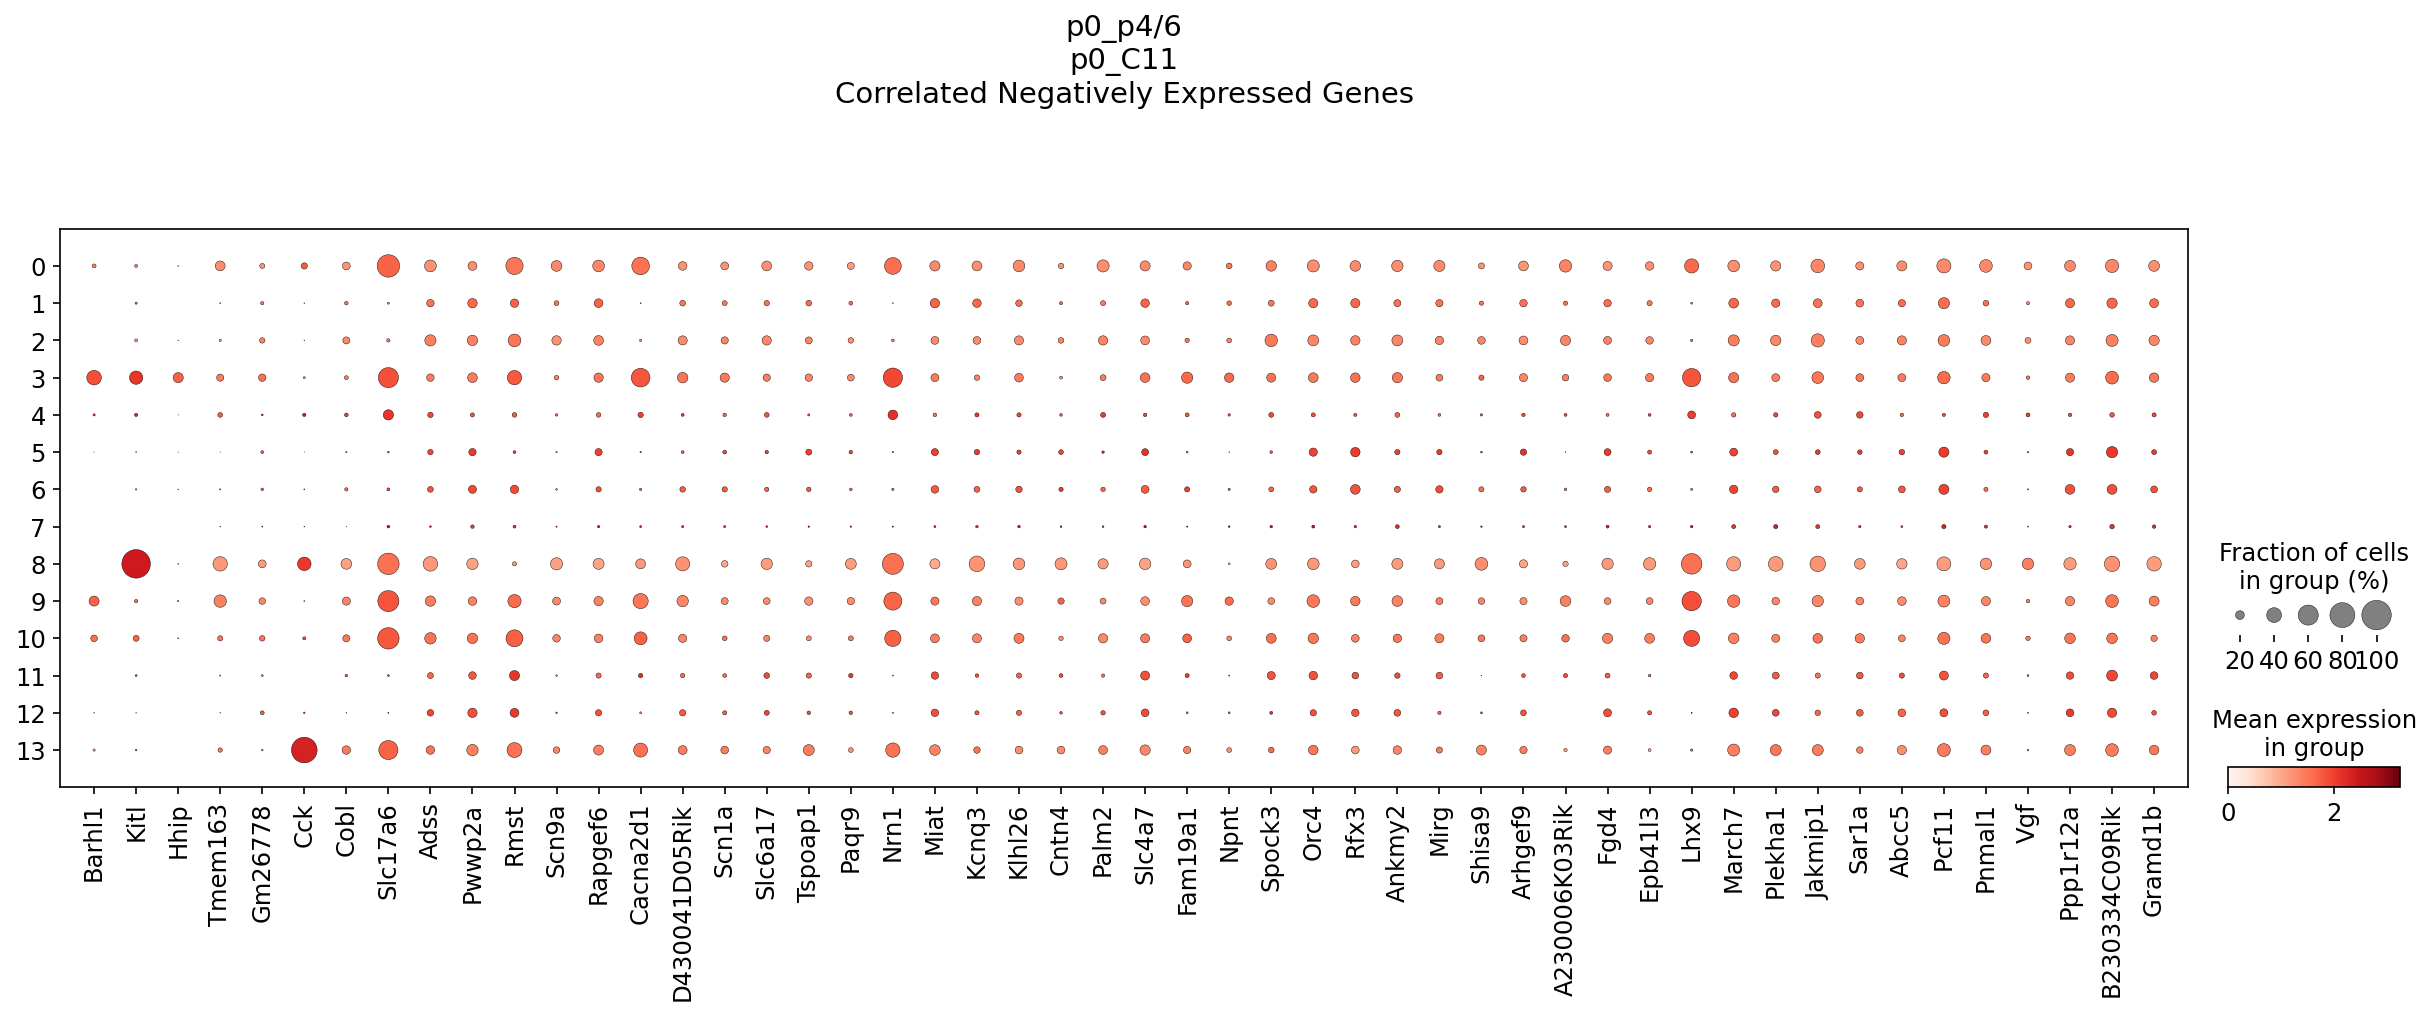 p0_p4/6
p0_C11
Correlated Negatively Expressed Genes
0
1
2
3
4
5
6
7
8
9
10
11
12
13
Barhl1
Kitl
Hhip
Tmem163
Gm26778
Cck
Cobl
Slc17a6
Adss
Pwwp2a
Rmst
Scn9a
Rapgef6
Cacna2d1
D430041D05Rik
Scn1a
Slc6a17
Tspoap1
Paqr9
Nrn1
Miat
Kcnq3
Klhl26
Cntn4
Palm2
Slc4a7
Fam19a1
Npnt
Spock3
Orc4
Rfx3
Ankmy2
Mirg
Shisa9
Arhgef9
A230006K03Rik
Fgd4
Epb41l3
Lhx9
March7
Plekha1
Jakmip1
Sar1a
Abcc5
Pcf11
Pnmal1
Vgf
Ppp1r12a
B230334C09Rik
Gramd1b
Fraction of cells
in group (%)
20 40 60 80 100
Mean expression
in group
0 2